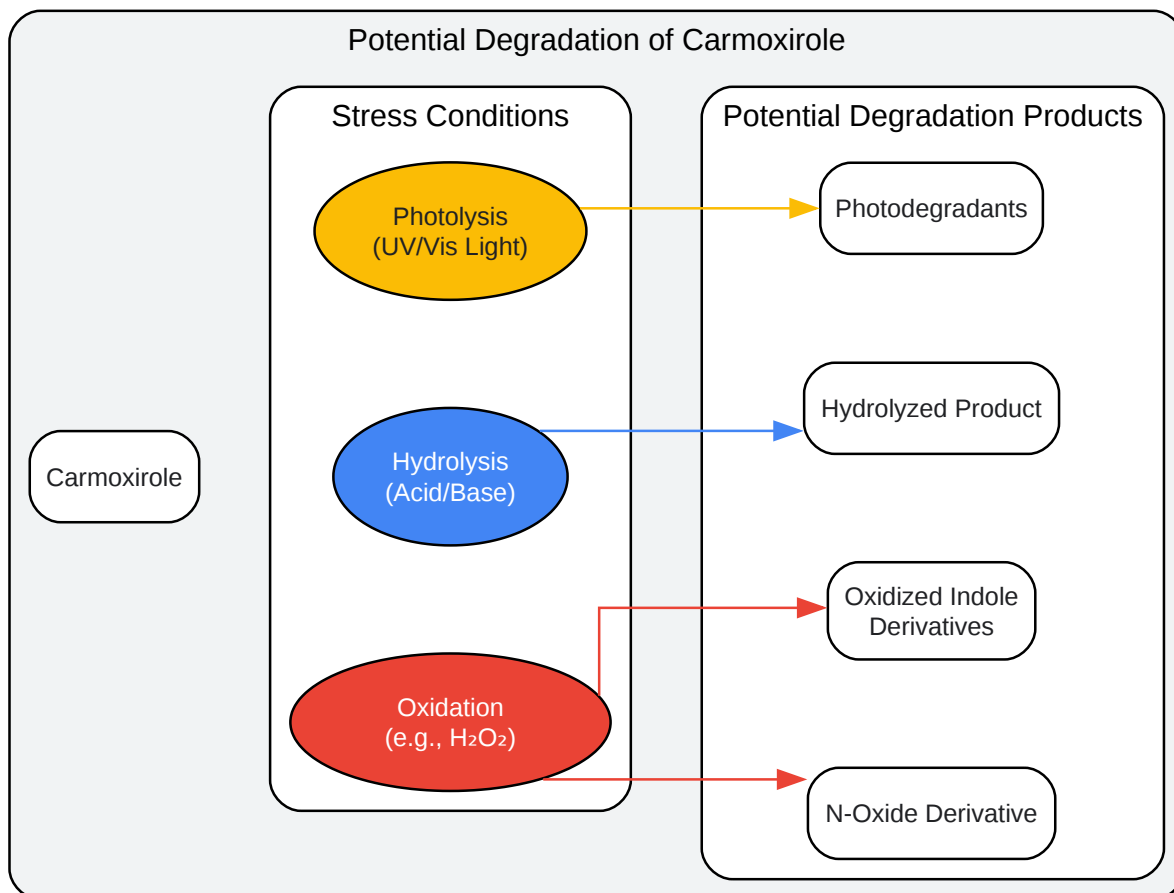 Potential Degradation of Carmoxirole
Stress Conditions
Potential Degradation Products
Photolysis
(UV/Vis Light)
Photodegradants
Hydrolyzed Product
Carmoxirole
Hydrolysis
(Acid/Base)
Oxidized Indole
Derivatives
Oxidation
(e.g., H₂O₂)
N-Oxide Derivative